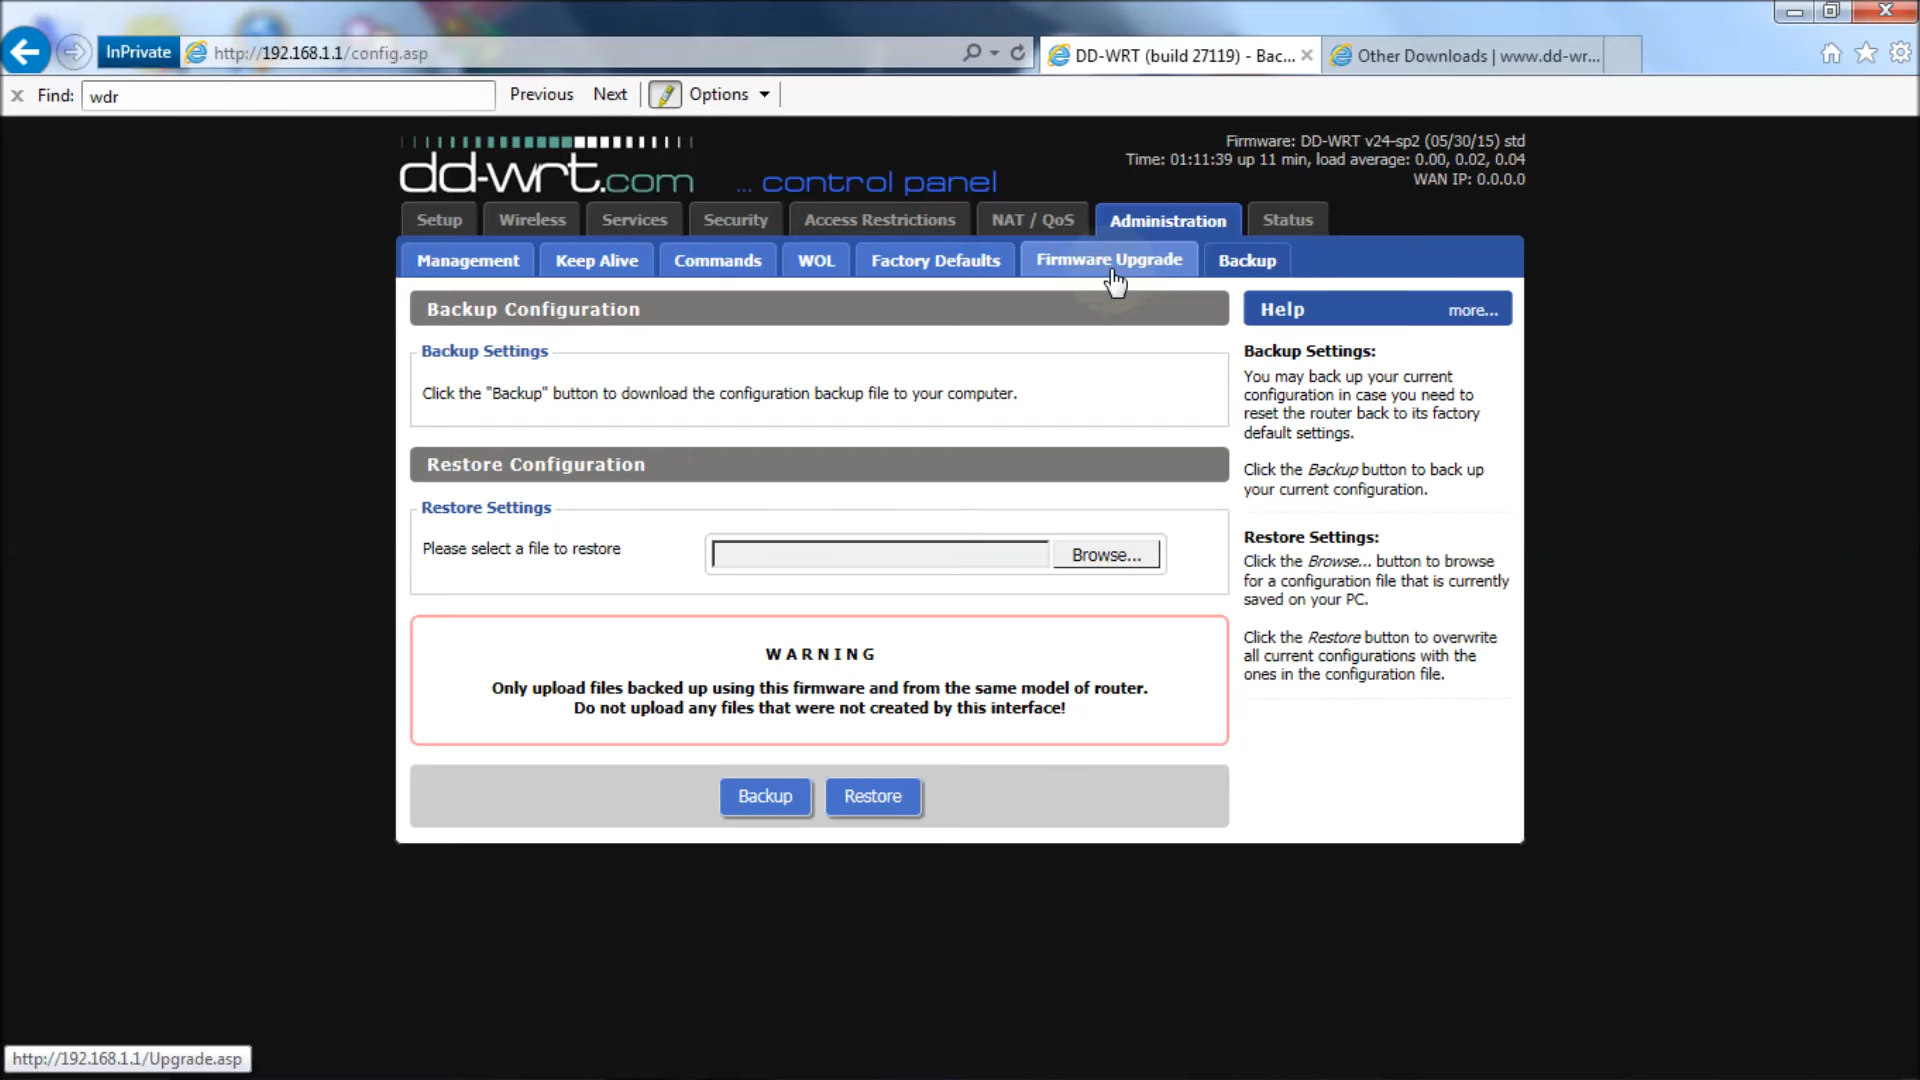 InPrivate
http://192.168.1.1/config.asp
DD-WRT (build 27119) - Bac...
Other Downloads | www.dd-wr...
x Find: wdr
Previous Next Options
dd-wrt.com ... control panel
Firmware: DD-WRT v24-sp2 (05/30/15) std
Time: 01:11:39 up 11 min, load average: 0.00, 0.02, 0.04
WAN IP: 0.0.0.0
Setup Wireless Services Security Access Restrictions NAT / QoS Administration Status
Management Keep Alive Commands WOL Factory Defaults Firmware Upgrade Backup
Backup Configuration
Backup Settings
Click the "Backup" button to download the configuration backup file to your computer.
Restore Configuration
Restore Settings
Please select a file to restore
Browse...
WARNING
Only upload files backed up using this firmware and from the same model of router.
Do not upload any files that were not created by this interface!
Backup Restore
Help more...
Backup Settings:
You may back up your current
configuration in case you need to
reset the router back to its factory
default settings.
Click the Backup button to back up
your current configuration.
Restore Settings:
Click the Browse... button to browse
for a configuration file that is currently
saved on your PC.
Click the Restore button to overwrite
all current configurations with the
ones in the configuration file.
http://192.168.1.1/Upgrade.asp